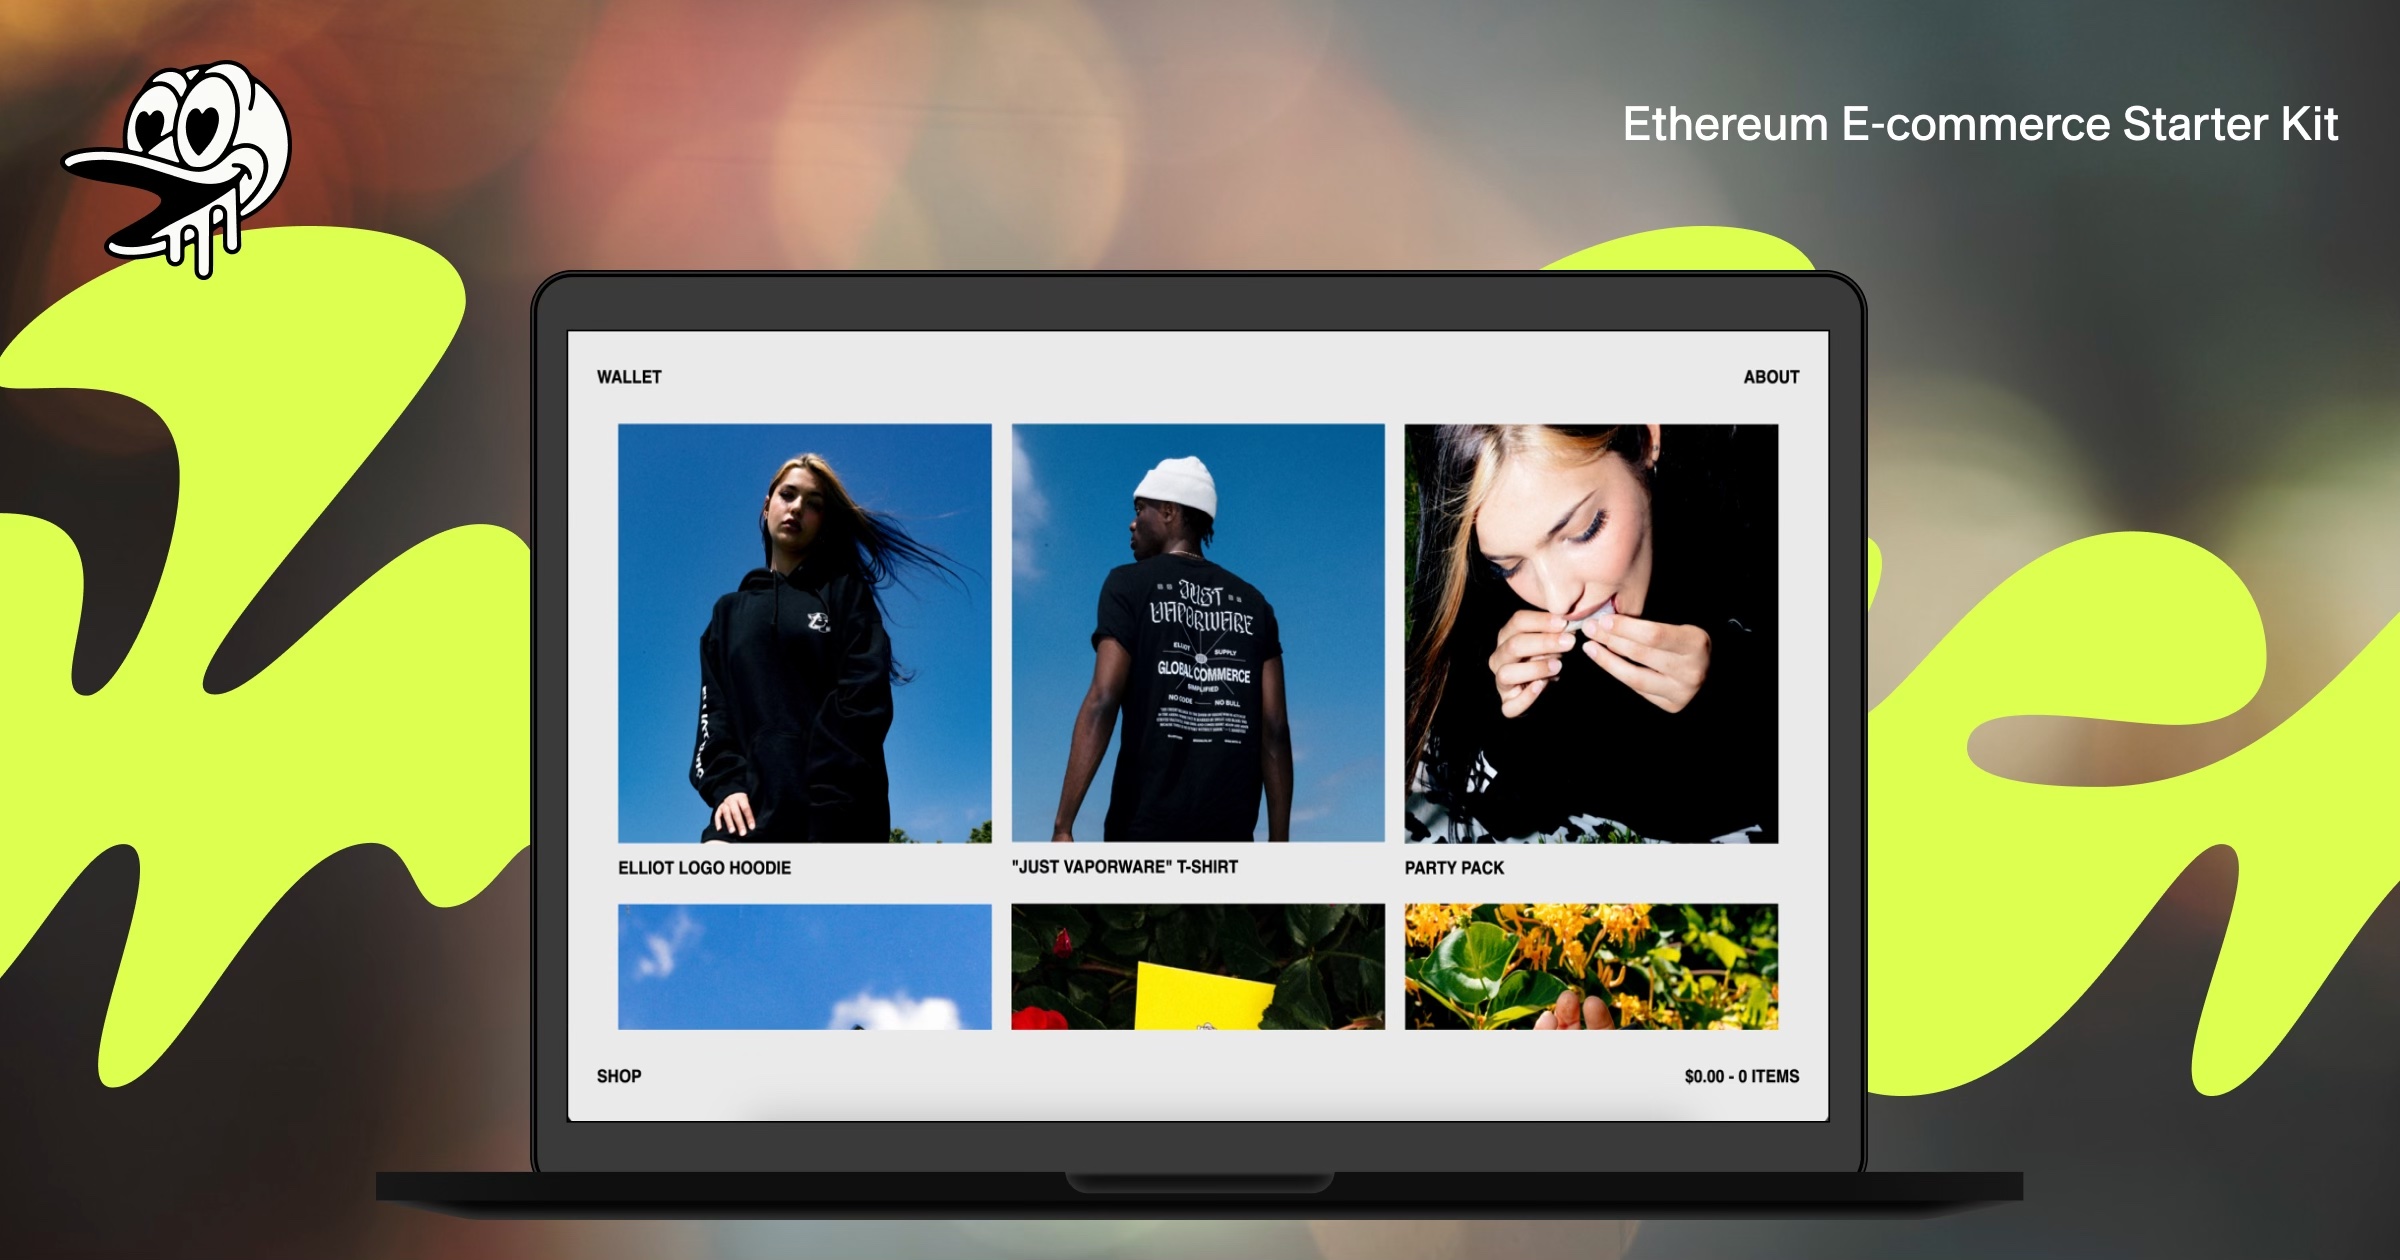 Ethereum E-commerce Starter Kit
WALLET
ABOUT
JUST
VAPORWARE
ELLIOT SUPPLY
GLOBAL COMMERCE
SIMPLIFIED
NO CODE NO BULL
ELLIOT LOGO HOODIE
"JUST VAPORWARE" T-SHIRT
PARTY PACK
SHOP
$0.00 - 0 ITEMS